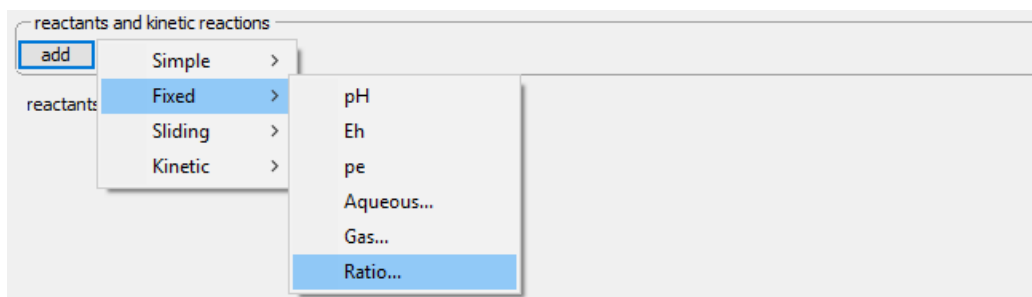 reactants and kinetic reactions
add
Simple >
Fixed >
Sliding >
Kinetic >
reactants
pH
Eh
pe
Aqueous...
Gas...
Ratio...